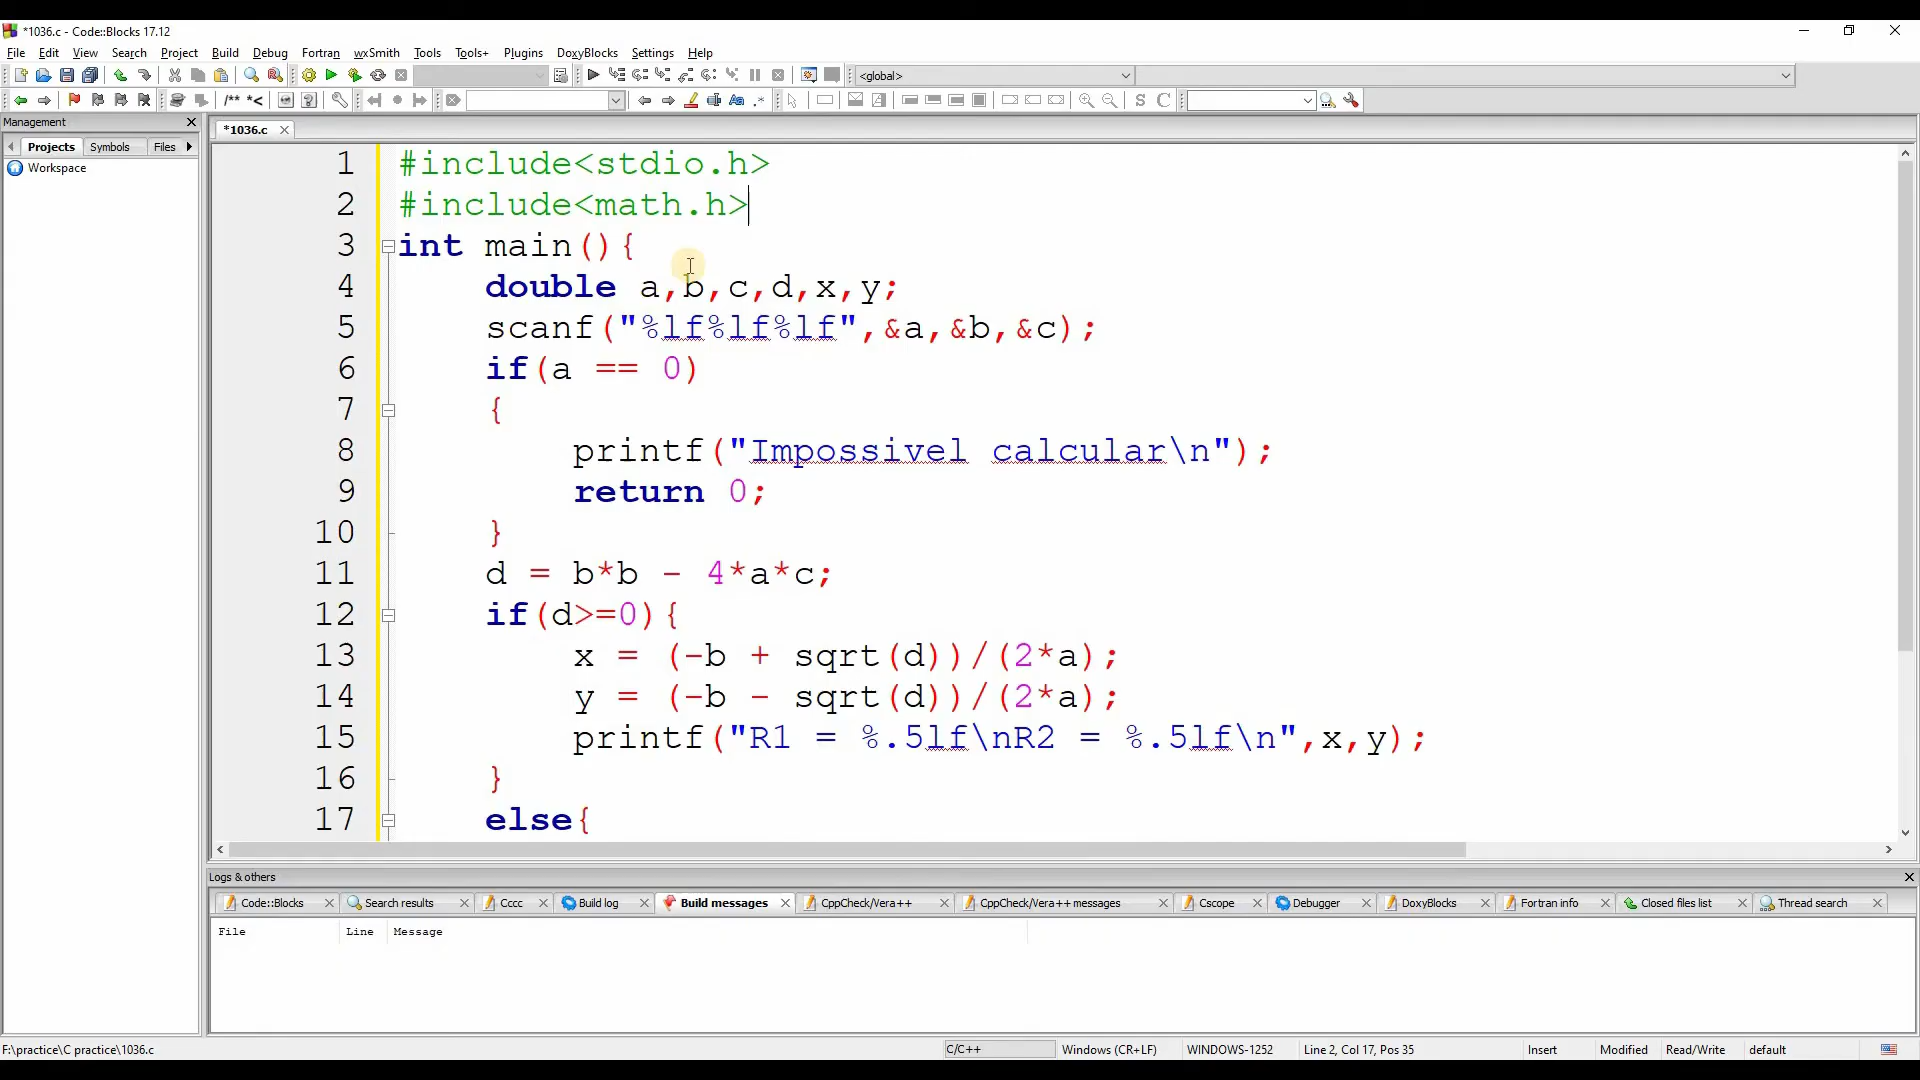 *1036.c - Code::Blocks 17.12
File Edit View Search Project Build Debug Fortran wxSmith Tools Tools+ Plugins DoxyBlocks Settings Help
<global>
/** *<
S C
Management
*1036.c
Projects Symbols Files
Workspace
1 #include<stdio.h>
2 #include<math.h>
3 int main(){
4 double a,b,c,d,x,y;
5 scanf("%lf%lf%lf",&a,&b,&c);
6 if(a == 0)
7 {
8 printf("Impossivel calcular\n");
9 return 0;
10 }
11 d = b*b - 4*a*c;
12 if(d>=0){
13 x = (-b + sqrt(d))/(2*a);
14 y = (-b - sqrt(d))/(2*a);
15 printf("R1 = %.5lf\nR2 = %.5lf\n",x,y);
16 }
17 else{
Logs & others
Code::Blocks Search results Cccc Build log Build messages CppCheck/Vera++ CppCheck/Vera++ messages Cscope Debugger DoxyBlocks Fortran info Closed files list Thread search
File Line Message
F:\practice\C practice\1036.c C/C++ Windows (CR+LF) WINDOWS-1252 Line 2, Col 17, Pos 35 Insert Modified Read/Write default